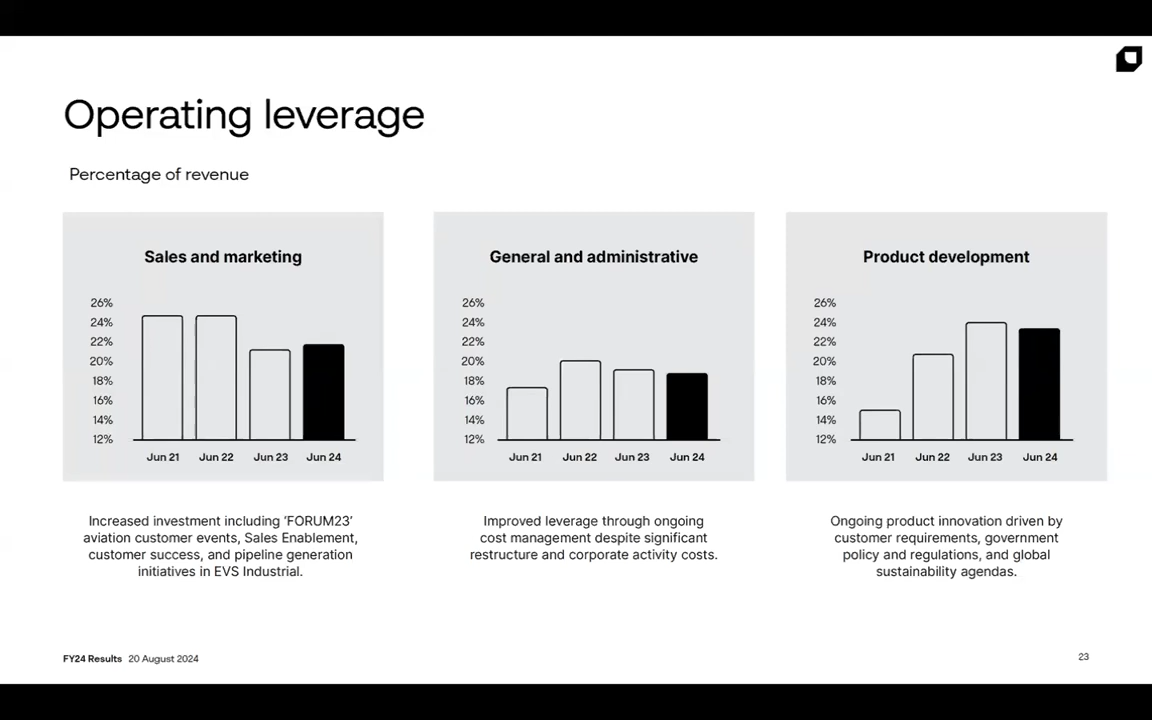 Operating leverage
Percentage of revenue
Sales and marketing
26%
24%
22%
20%
18%
16%
14%
12%
Jun 21 Jun 22 Jun 23 Jun 24
Increased investment including ‘FORUM23’
aviation customer events, Sales Enablement,
customer success, and pipeline generation
initiatives in EVS Industrial.
General and administrative
26%
24%
22%
20%
18%
16%
14%
12%
Jun 21 Jun 22 Jun 23 Jun 24
Improved leverage through ongoing
cost management despite significant
restructure and corporate activity costs.
Product development
26%
24%
22%
20%
18%
16%
14%
12%
Jun 21 Jun 22 Jun 23 Jun 24
Ongoing product innovation driven by
customer requirements, government
policy and regulations, and global
sustainability agendas.
FY24 Results 20 August 2024
23